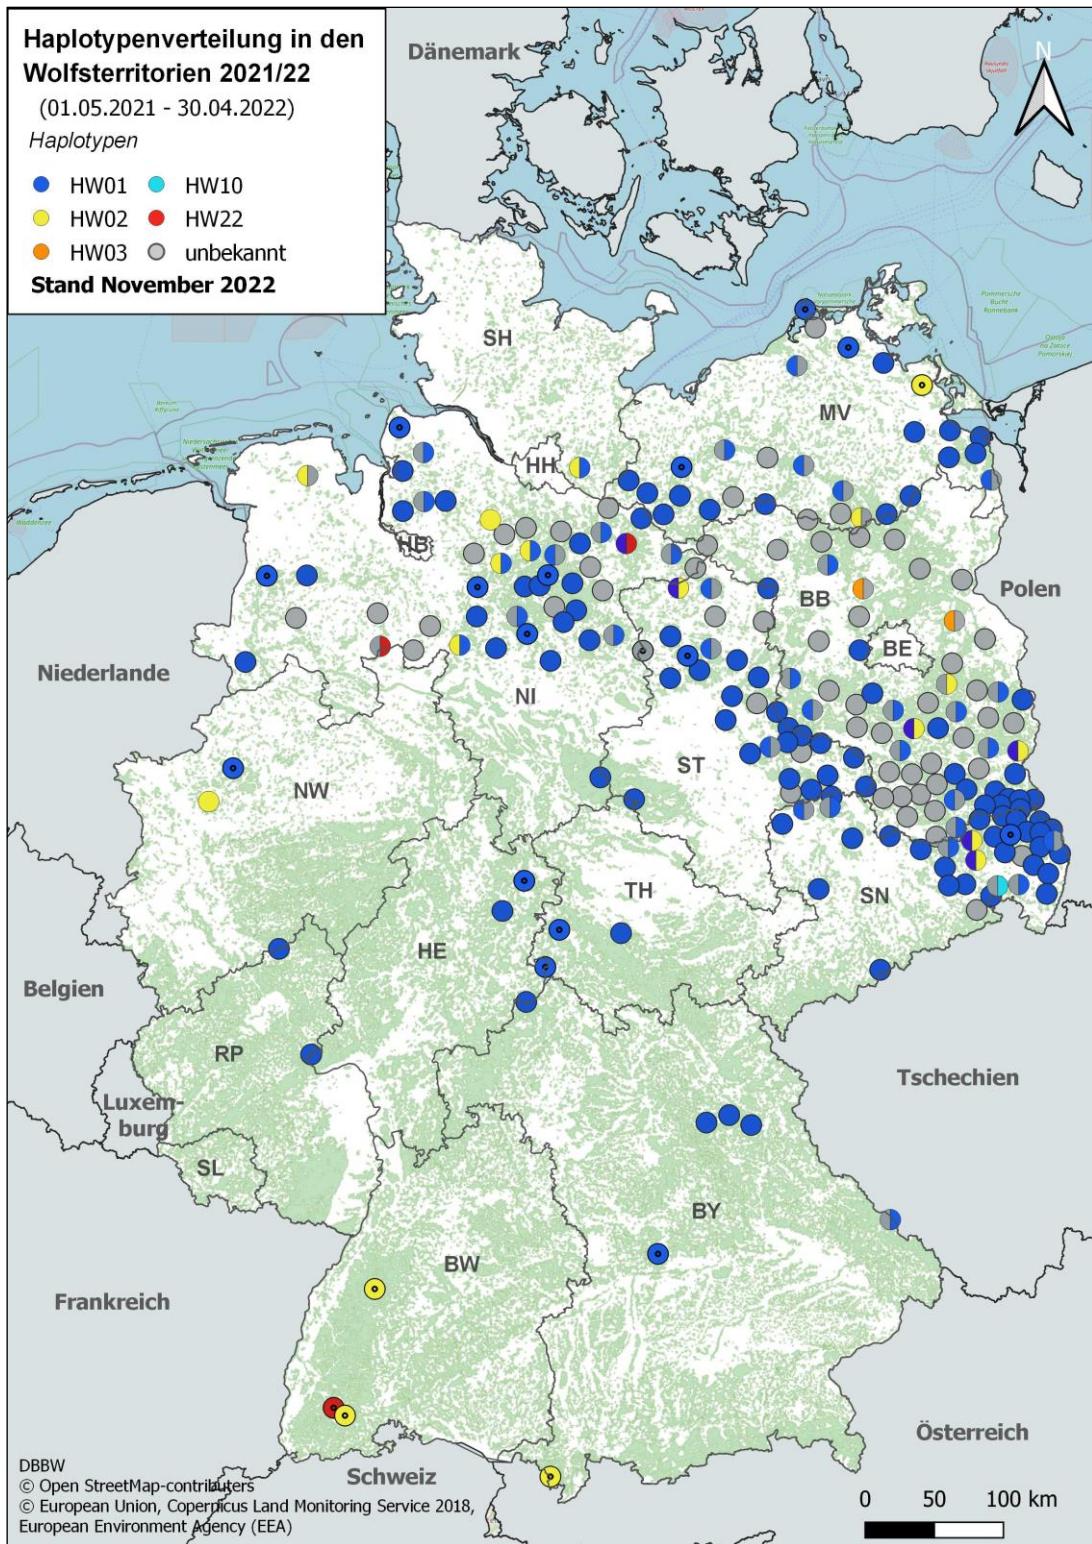 Haplotypenverteilung in den
Wolfsterritorien 2021/22
(01.05.2021 - 30.04.2022)
Haplotypen
HW01
HW10
HW02
HW22
HW03
unbekannt
Stand November 2022
Dänemark
N
SH
MV
HH
HB
Polen
BB
BE
Niederlande
NI
ST
NW
TH
SN
HE
Belgien
RP
Tschechien
Luxem-
burg
SL
BY
BW
Frankreich
Österreich
Schweiz
DBBW
© Open StreetMap-contributers
© European Union, Coperpicus Land Monitoring Service 2018,
European Environment Agency (EEA)
0 50 100 km